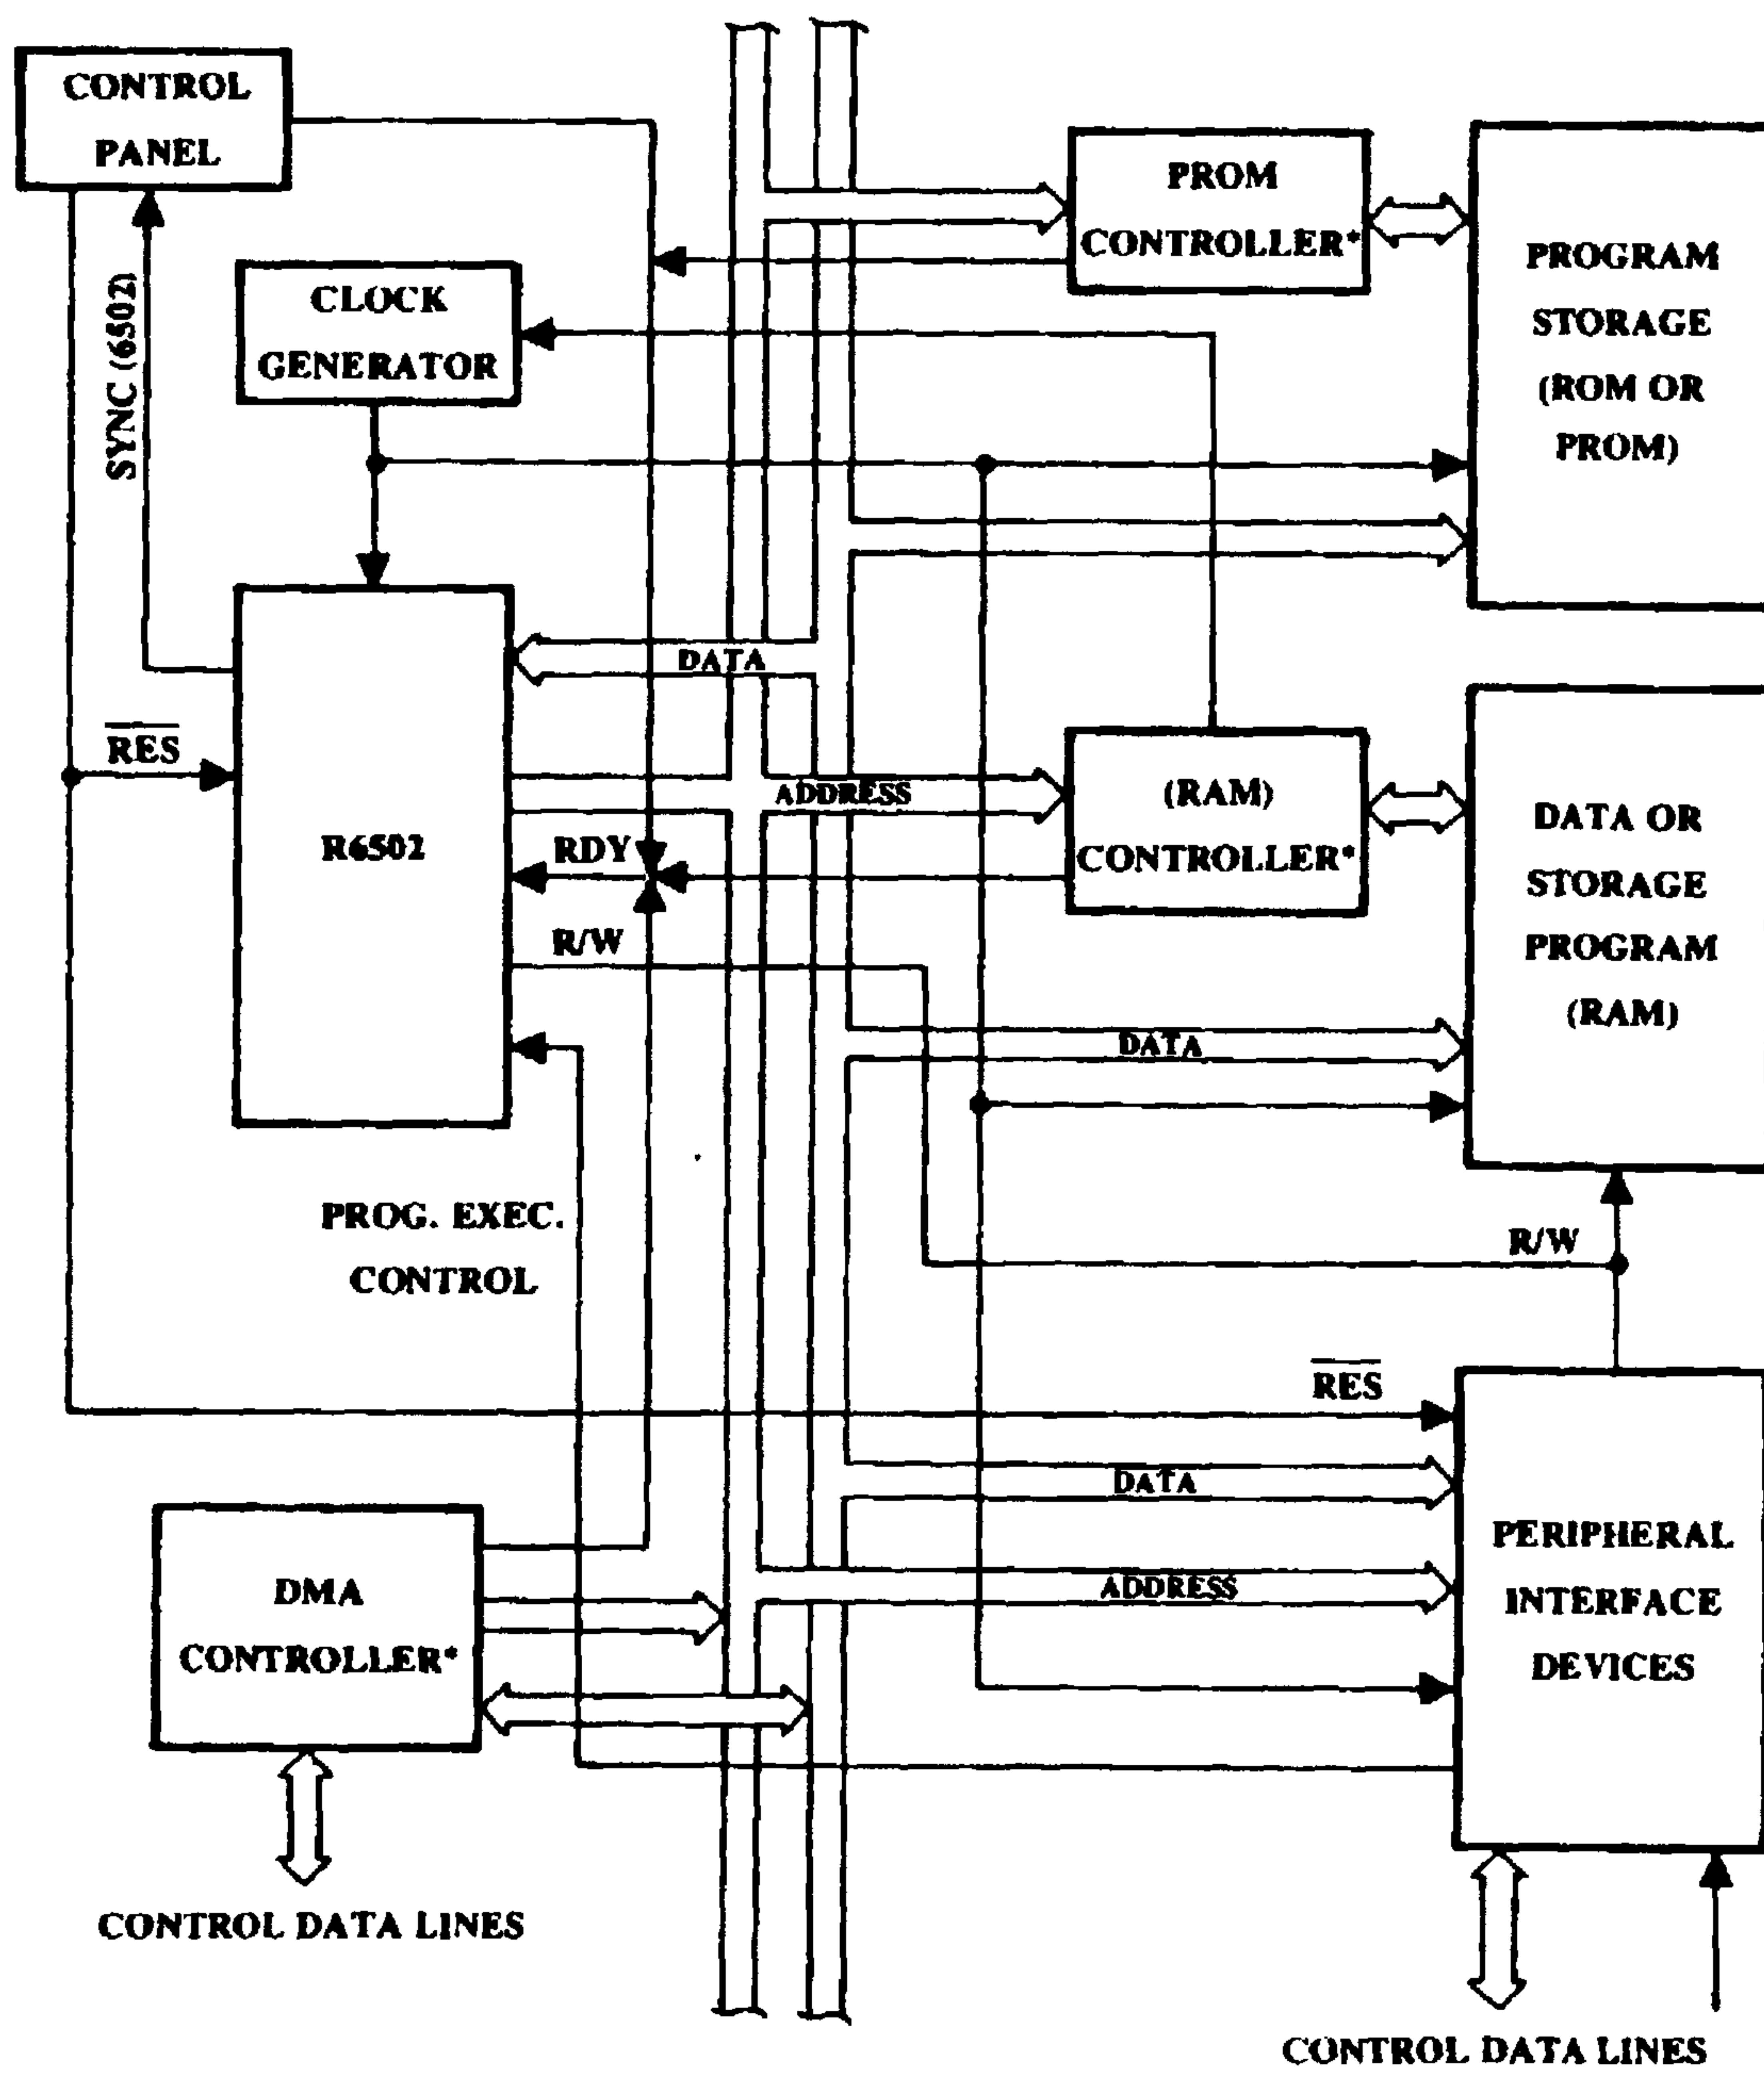 CONTROL
PANEL
PROM
CONTROLLER*
PROGRAM
STORAGE
(ROM OR
PROM)
CLOCK
GENERATOR
SYNC (6502)
DATA
RES
R6502
ADDRESS
(RAM)
CONTROLLER*
DATA OR
STORAGE
PROGRAM
(RAM)
RDY
R/W
DATA
PROG. EXEC.
CONTROL
R/W
RES
DATA
DMA
CONTROLLER*
ADDRESS
PERIPHERAL
INTERFACE
DEVICES
CONTROL DATA LINES
CONTROL DATA LINES